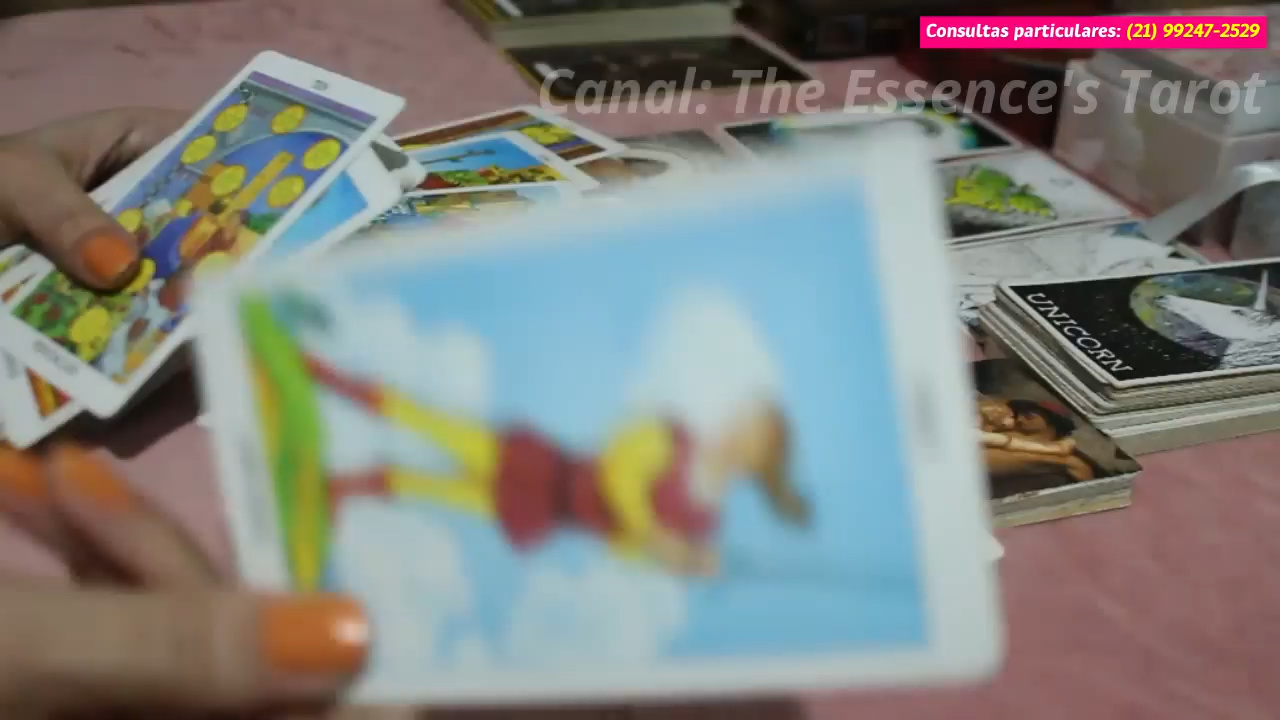 Consultas particulares: (21) 99247-2529
Canal: The Essence's Tarot
UNICORN